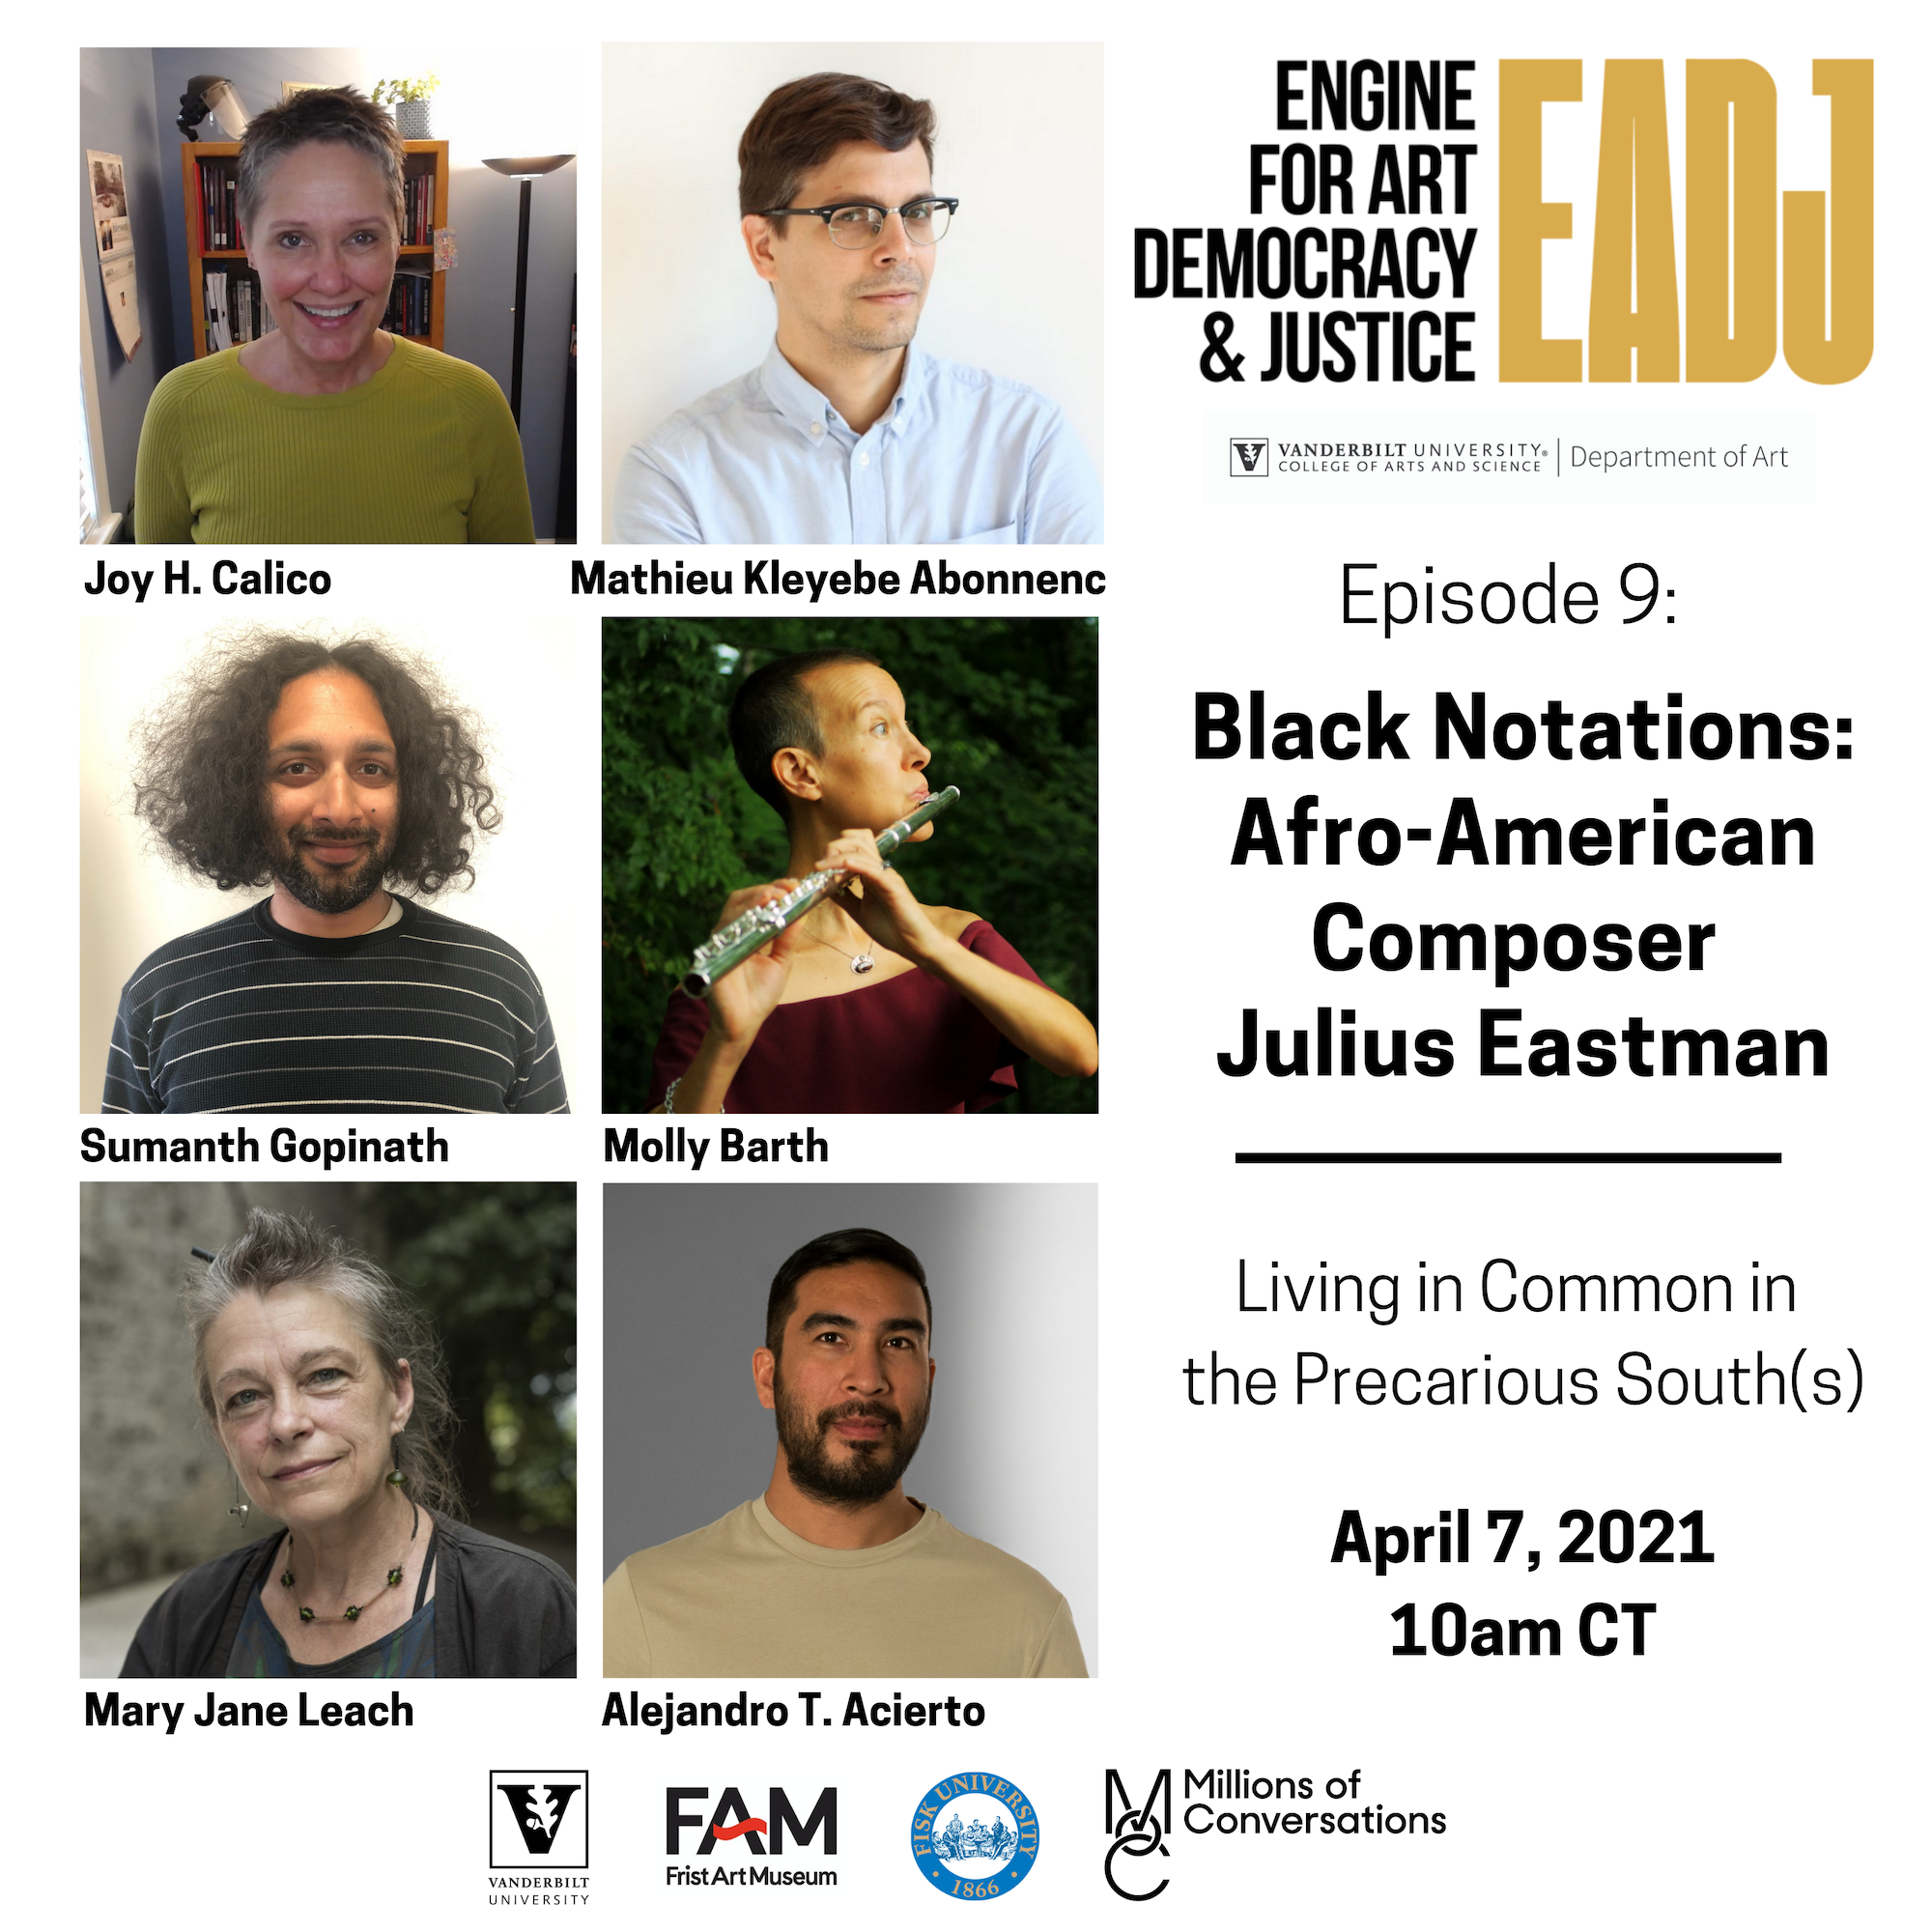 ENGINE
FOR ART
DEMOCRACY
& JUSTICE
EADJ
VANDERBILT UNIVERSITY®
COLLEGE OF ARTS AND SCIENCE
Department of Art
Joy H. Calico
Mathieu Kleyebe Abonnenc
Sumanth Gopinath
Molly Barth
Mary Jane Leach
Alejandro T. Acierto
Episode 9:
Black Notations:
Afro-American
Composer
Julius Eastman
Living in Common in
the Precarious South(s)
April 7, 2021
10am CT
V
VANDERBILT
UNIVERSITY
FAM
Frist Art Museum
FISK UNIVERSITY
1866
MOC
Millions of
Conversations